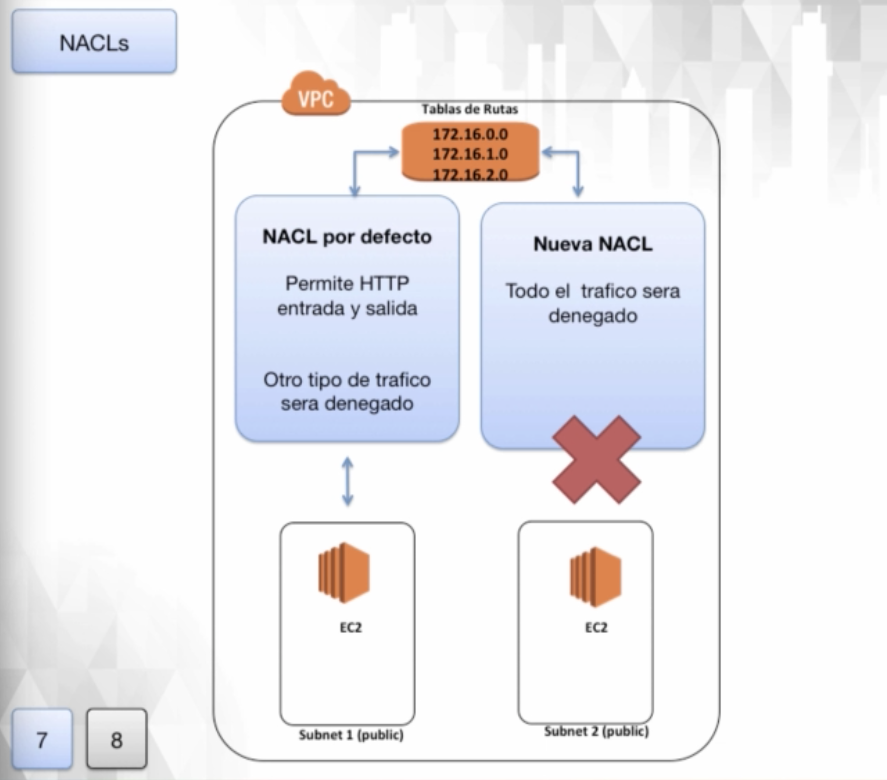 NACLs
VPC
Tablas de Rutas
172.16.0.0
172.16.1.0
172.16.2.0
NACL por defecto
Permite HTTP
entrada y salida
Otro tipo de trafico
sera denegado
Nueva NACL
Todo el trafico sera
denegado
EC2
Subnet 1 (public)
EC2
Subnet 2 (public)
7
8